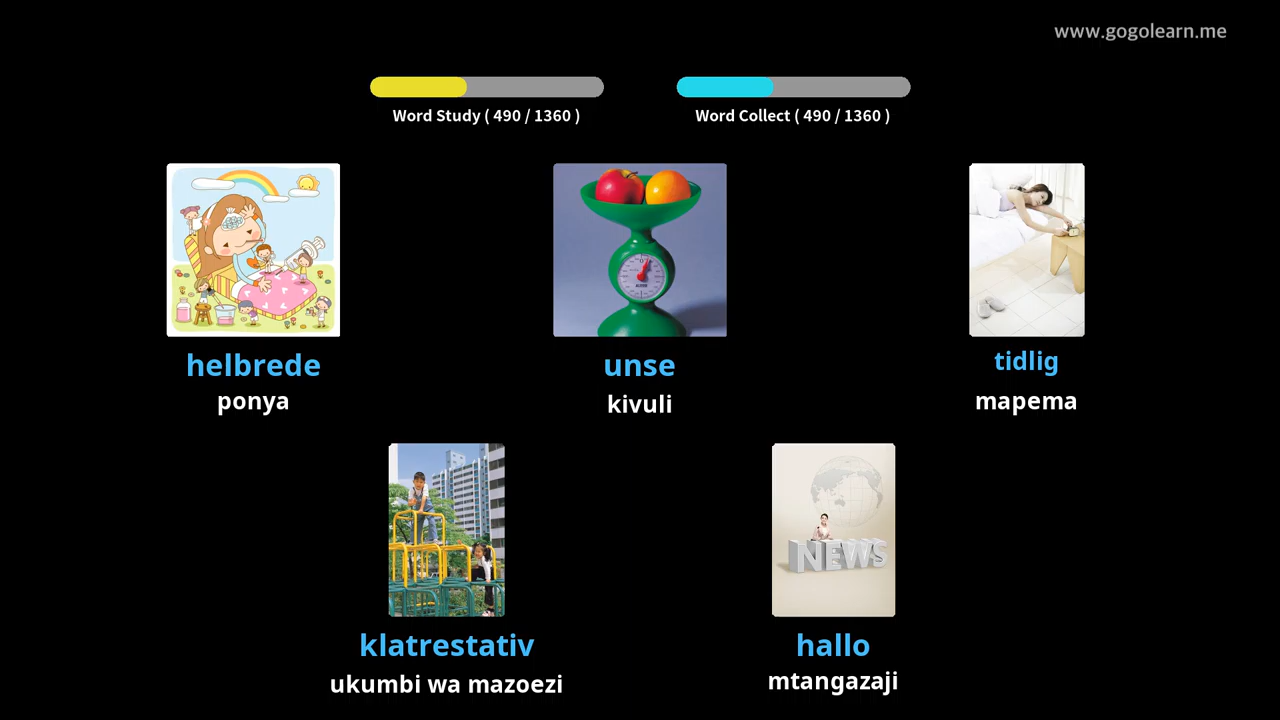 www.gogolearn.me
Word Study ( 490 / 1360 )
Word Collect ( 490 / 1360 )
helbrede
ponya
unse
kivuli
tidlig
mapema
NEWS
klatrestativ
ukumbi wa mazoezi
hallo
mtangazaji